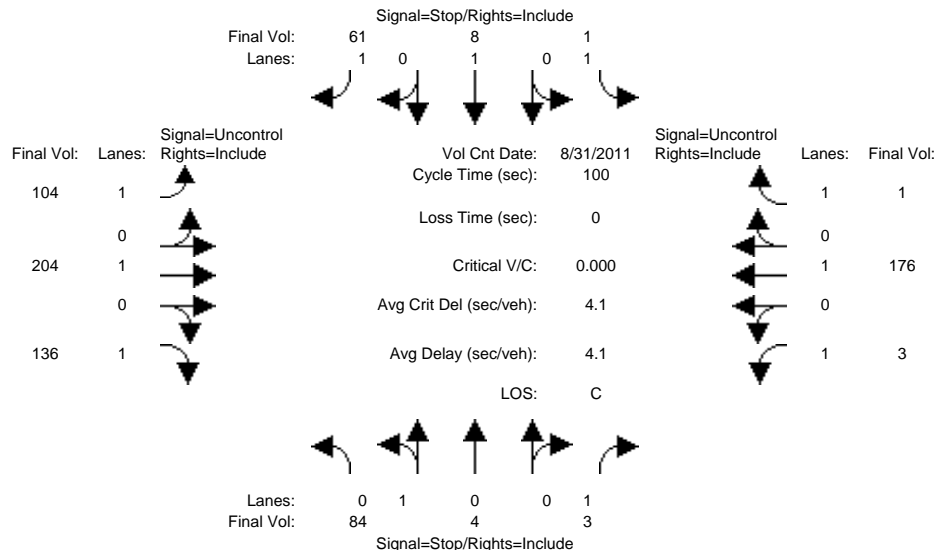 Signal=Stop/Rights=Include
Final Vol: 61 8 1
Lanes: 1 0 1 0 1
Signal=Uncontrol
Final Vol: Lanes: Rights=Include
Vol Cnt Date: 8/31/2011
Signal=Uncontrol
Rights=Include Lanes: Final Vol:
Cycle Time (sec): 100
104 1 1 1
Loss Time (sec): 0
0 0
204 1 Critical V/C: 0.000 1 176
0 Avg Crit Del (sec/veh): 4.1 0
136 1 Avg Delay (sec/veh): 4.1 1 3
LOS: C
Lanes: 0 1 0 0 1
Final Vol: 84 4 3
Signal=Stop/Rights=Include